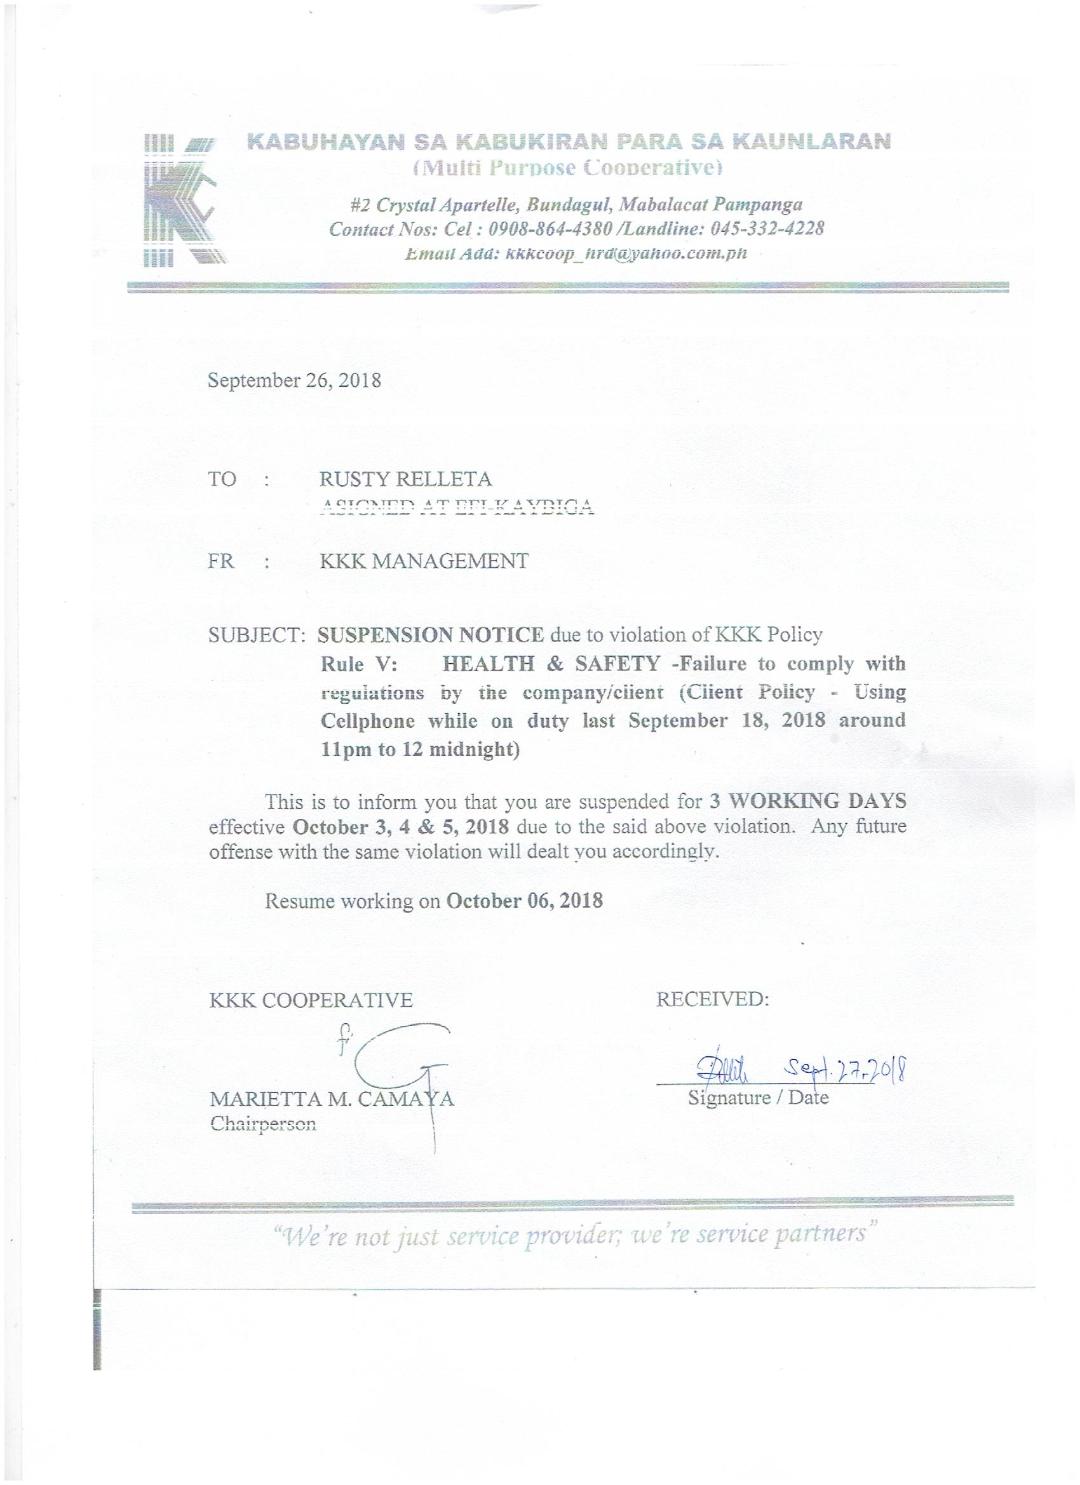 KABUHAYAN SA KABUKIRAN PARA SA KAUNLARAN
(Multi Purpose Cooperative)
#2 Crystal Apartelle, Bundagul, Mabalacat Pampanga
Contact Nos: Cel : 0908-864-4380 /Landline: 045-332-4228
Email Add: kkkcoop_hrd@yahoo.com.ph
September 26, 2018
TO : RUSTY RELLETA
ASIGNED AT EFI-KAYBIGA
FR : KKK MANAGEMENT
SUBJECT: SUSPENSION NOTICE due to violation of KKK Policy
Rule V: HEALTH & SAFETY -Failure to comply with
regulations by the company/client (Client Policy - Using
Cellphone while on duty last September 18, 2018 around
11pm to 12 midnight)
This is to inform you that you are suspended for 3 WORKING DAYS
effective October 3, 4 & 5, 2018 due to the said above violation. Any future
offense with the same violation will dealt you accordingly.
Resume working on October 06, 2018
KKK COOPERATIVE RECEIVED:
Sept. 27, 2018
MARIETTA M. CAMAYA Signature / Date
Chairperson
"We're not just service provider; we're service partners"